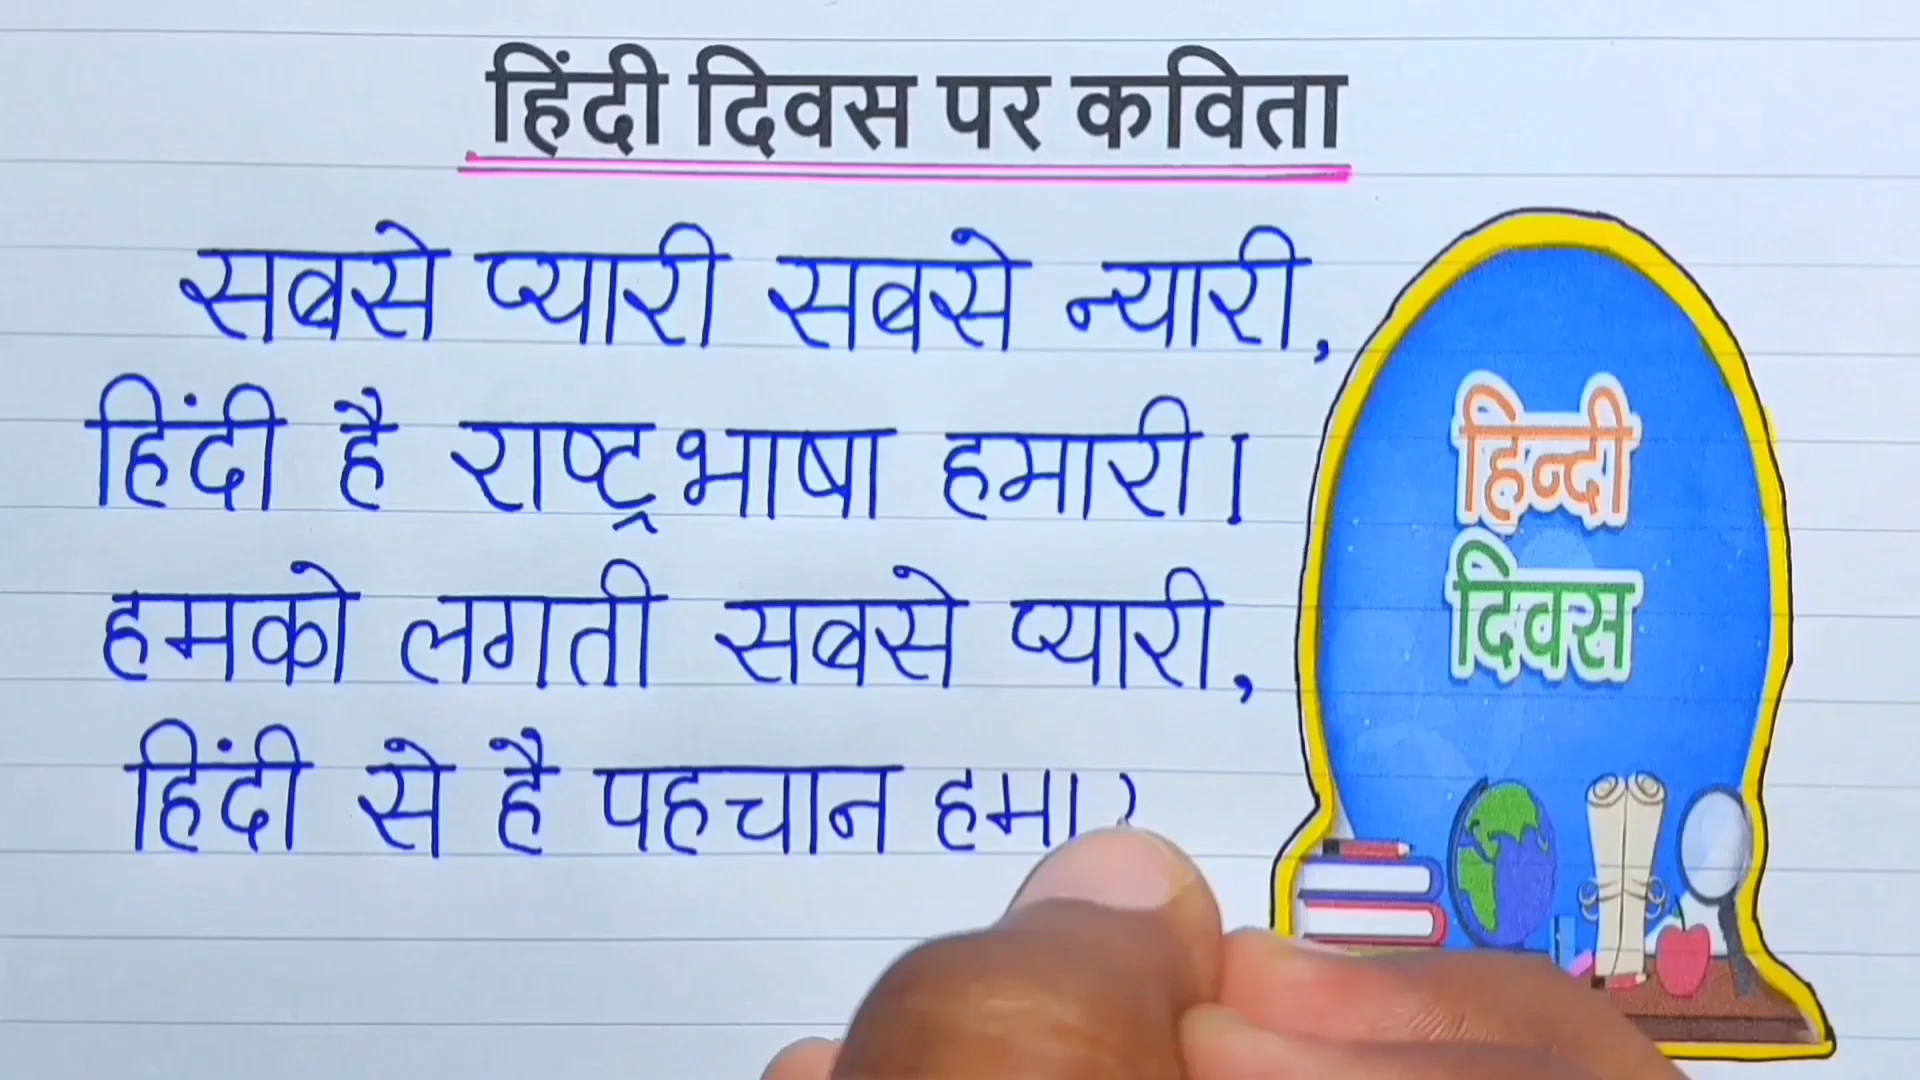 हिंदी दिवस पर कविता
सबसे प्यारी सबसे न्यारी,
हिंदी है राष्ट्रभाषा हमारी।
हमको लगती सबसे प्यारी,
हिंदी से है पहचान
हिन्दी
दिवस